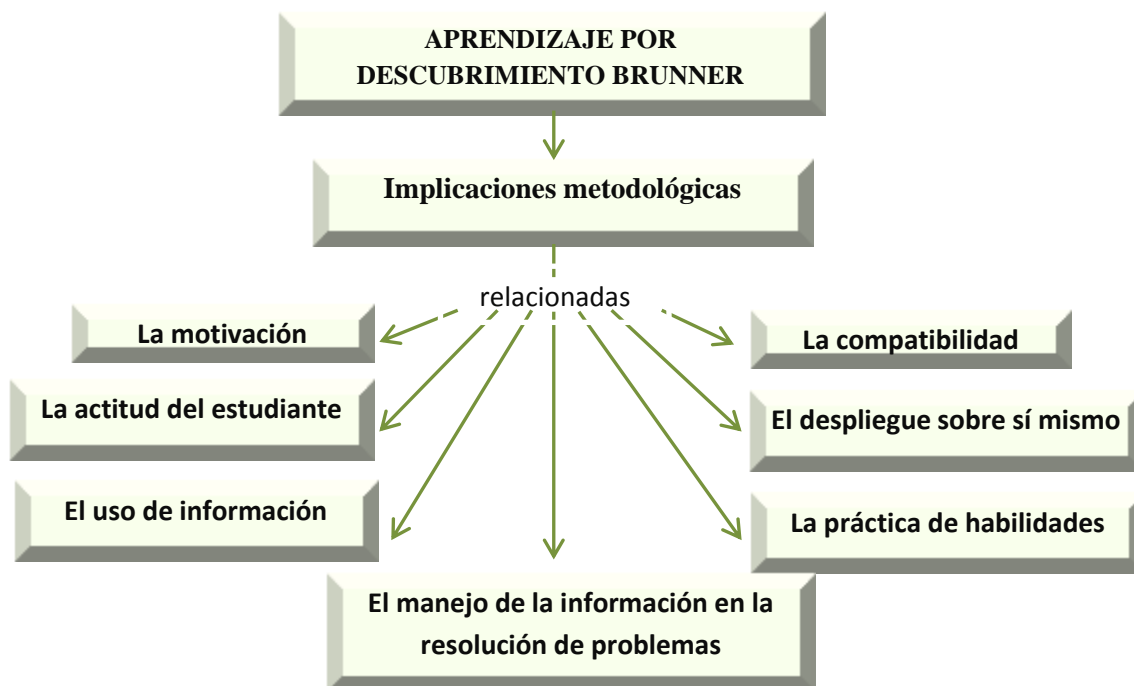 APRENDIZAJE POR
DESCUBRIMIENTO BRUNNER
Implicaciones metodológicas
relacionadas
La motivación
La compatibilidad
La actitud del estudiante
El despliegue sobre sí mismo
El uso de información
La práctica de habilidades
El manejo de la información en la
resolución de problemas